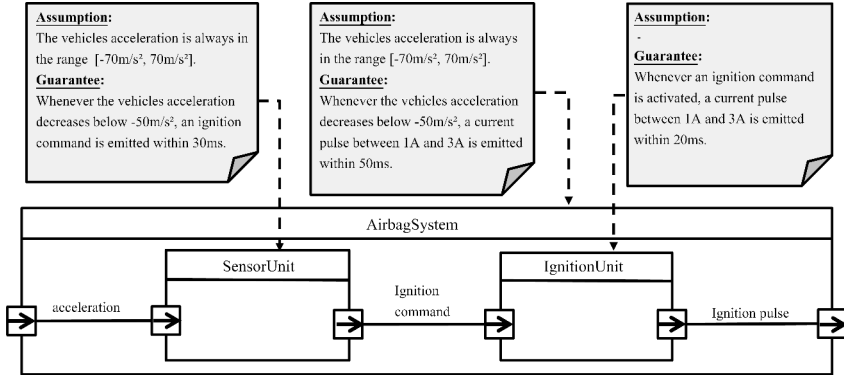 Assumption:
The vehicles acceleration is always in
the range [-70m/s², 70m/s²].
Guarantee:
Whenever the vehicles acceleration
decreases below -50m/s², an ignition
command is emitted within 30ms.
Assumption:
The vehicles acceleration is always
in the range [-70m/s², 70m/s²].
Guarantee:
Whenever the vehicles acceleration
decreases below -50m/s², a current
pulse between 1A and 3A is emitted
within 50ms.
Assumption:
-
Guarantee:
Whenever an ignition command
is activated, a current pulse
between 1A and 3A is emitted
within 20ms.
AirbagSystem
SensorUnit
IgnitionUnit
acceleration
Ignition
command
Ignition pulse